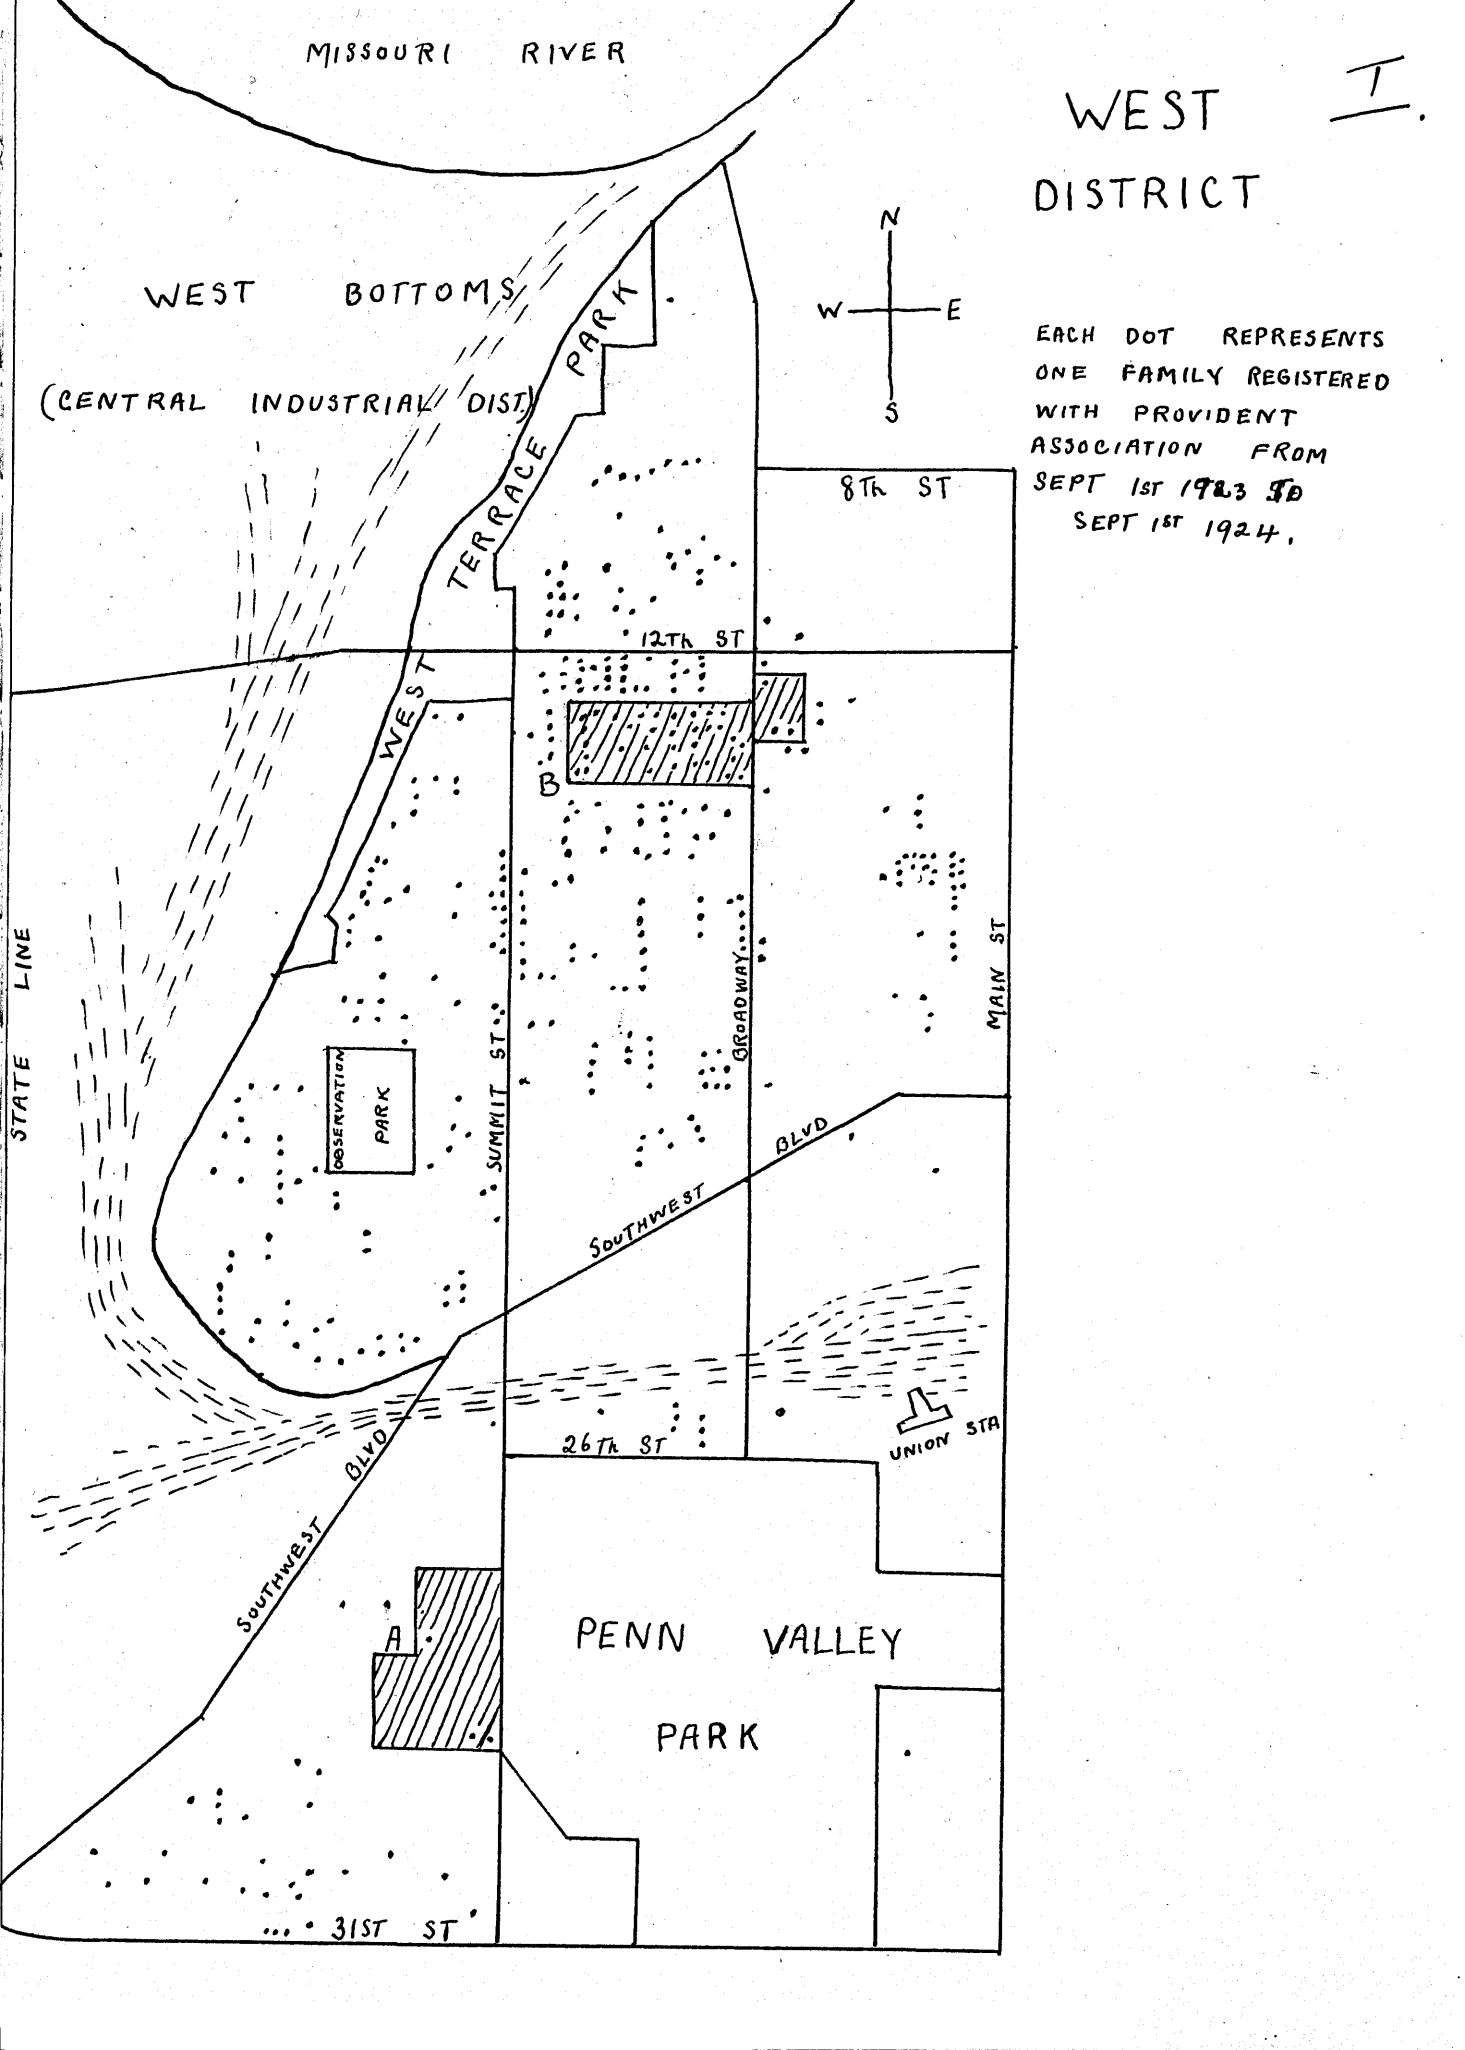 MISSOURI RIVER
I.
WEST
DISTRICT
N
W E
S
WEST BOTTOMS
(CENTRAL INDUSTRIAL DIST.)
EACH DOT REPRESENTS
ONE FAMILY REGISTERED
WITH PROVIDENT
ASSOCIATION FROM
SEPT 1ST 1923 TO
SEPT 1ST 1924.
WEST TERRACE PARK
8Th ST
12Th ST
B
STATE LINE
OBSERVATION
PARK
SUMMIT ST
BROADWAY
MAIN ST
SOUTHWEST BLVD
UNION STA
26Th ST
SOUTHWEST BLVD
A
PENN VALLEY
PARK
31ST ST